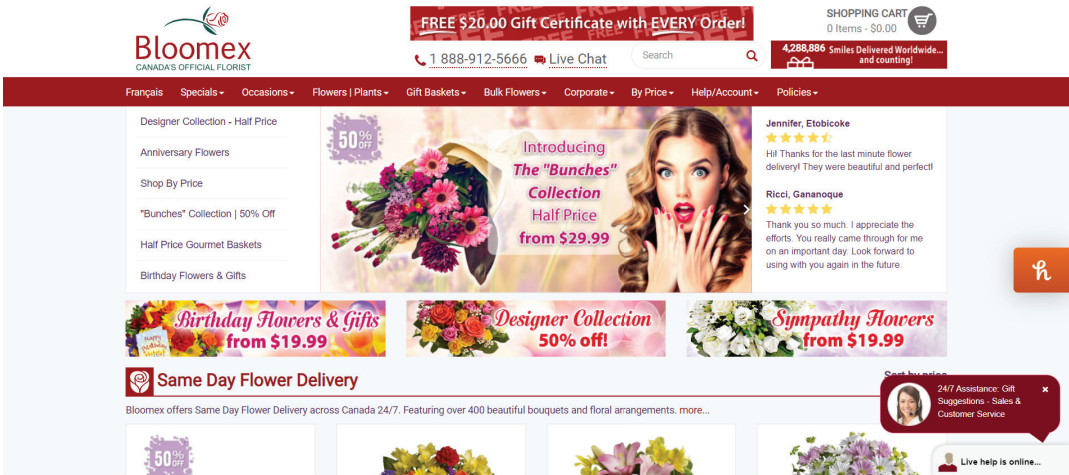 Bloomex
CANADA'S OFFICIAL FLORIST
FREE $20.00 Gift Certificate with EVERY Order!
1 888-912-5666 Live Chat
Search
SHOPPING CART
0 Items - $0.00
4,288,886 Smiles Delivered Worldwide...
and counting!
Français Specials Occasions Flowers | Plants Gift Baskets Bulk Flowers Corporate By Price Help/Account Policies
Designer Collection - Half Price
Anniversary Flowers
Shop By Price
"Bunches" Collection | 50% Off
Half Price Gourmet Baskets
Birthday Flowers & Gifts
50% OFF
Introducing
The "Bunches"
Collection
Half Price
from $29.99
Jennifer, Etobicoke
Hi! Thanks for the last minute flower
delivery! They were beautiful and perfect!
Ricci, Gananoque
Thank you so much. I appreciate the
efforts. You really came through for me
on an important day. Look forward to
using with you again in the future.
h
Birthday Flowers & Gifts
from $19.99
Designer Collection
50% off!
Sympathy Flowers
from $19.99
Same Day Flower Delivery
Sort by price
Bloomex offers Same Day Flower Delivery across Canada 24/7. Featuring over 400 beautiful bouquets and floral arrangements. more...
24/7 Assistance: Gift
Suggestions - Sales &
Customer Service
50% OFF
Live help is online...